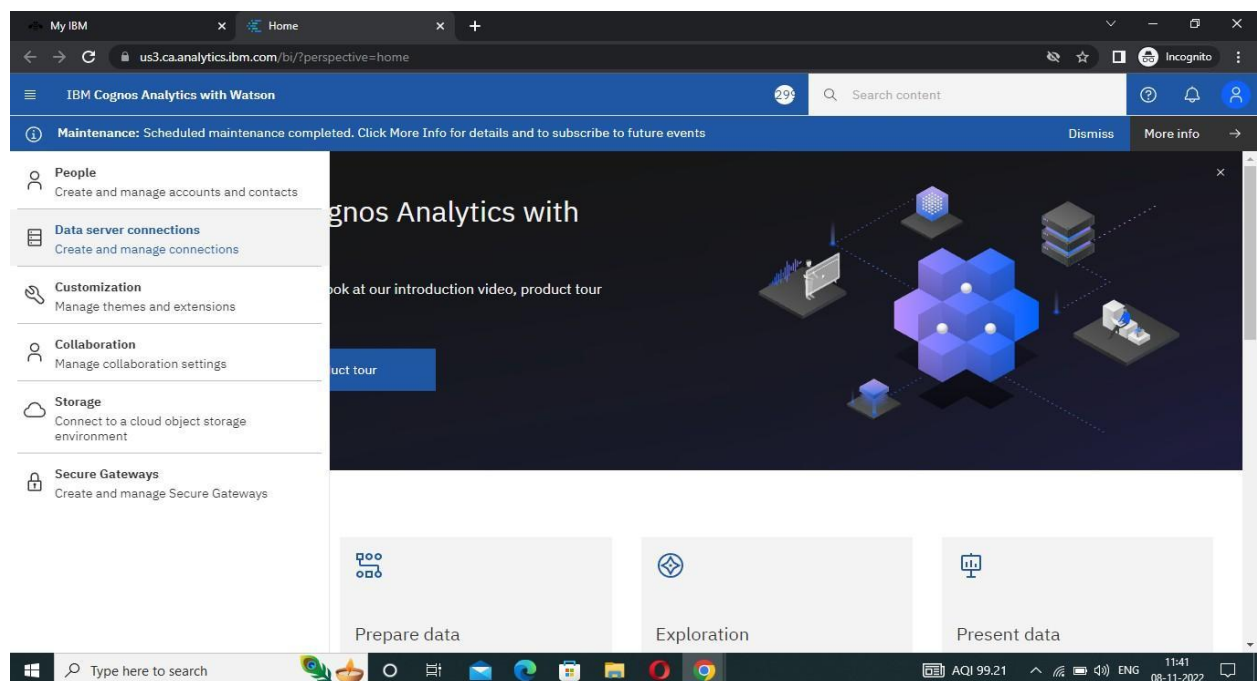 My IBM
Home
us3.ca.analytics.ibm.com/bi/?perspective=home
Incognito
IBM Cognos Analytics with Watson
299
Search content
Maintenance: Scheduled maintenance completed. Click More Info for details and to subscribe to future events
Dismiss
More info
People
Create and manage accounts and contacts
Data server connections
Create and manage connections
Customization
Manage themes and extensions
Collaboration
Manage collaboration settings
Storage
Connect to a cloud object storage
environment
Secure Gateways
Create and manage Secure Gateways
gnos Analytics with
ook at our introduction video, product tour
uct tour
Prepare data
Exploration
Present data
Type here to search
AQI 99.21
ENG
11:41
08-11-2022